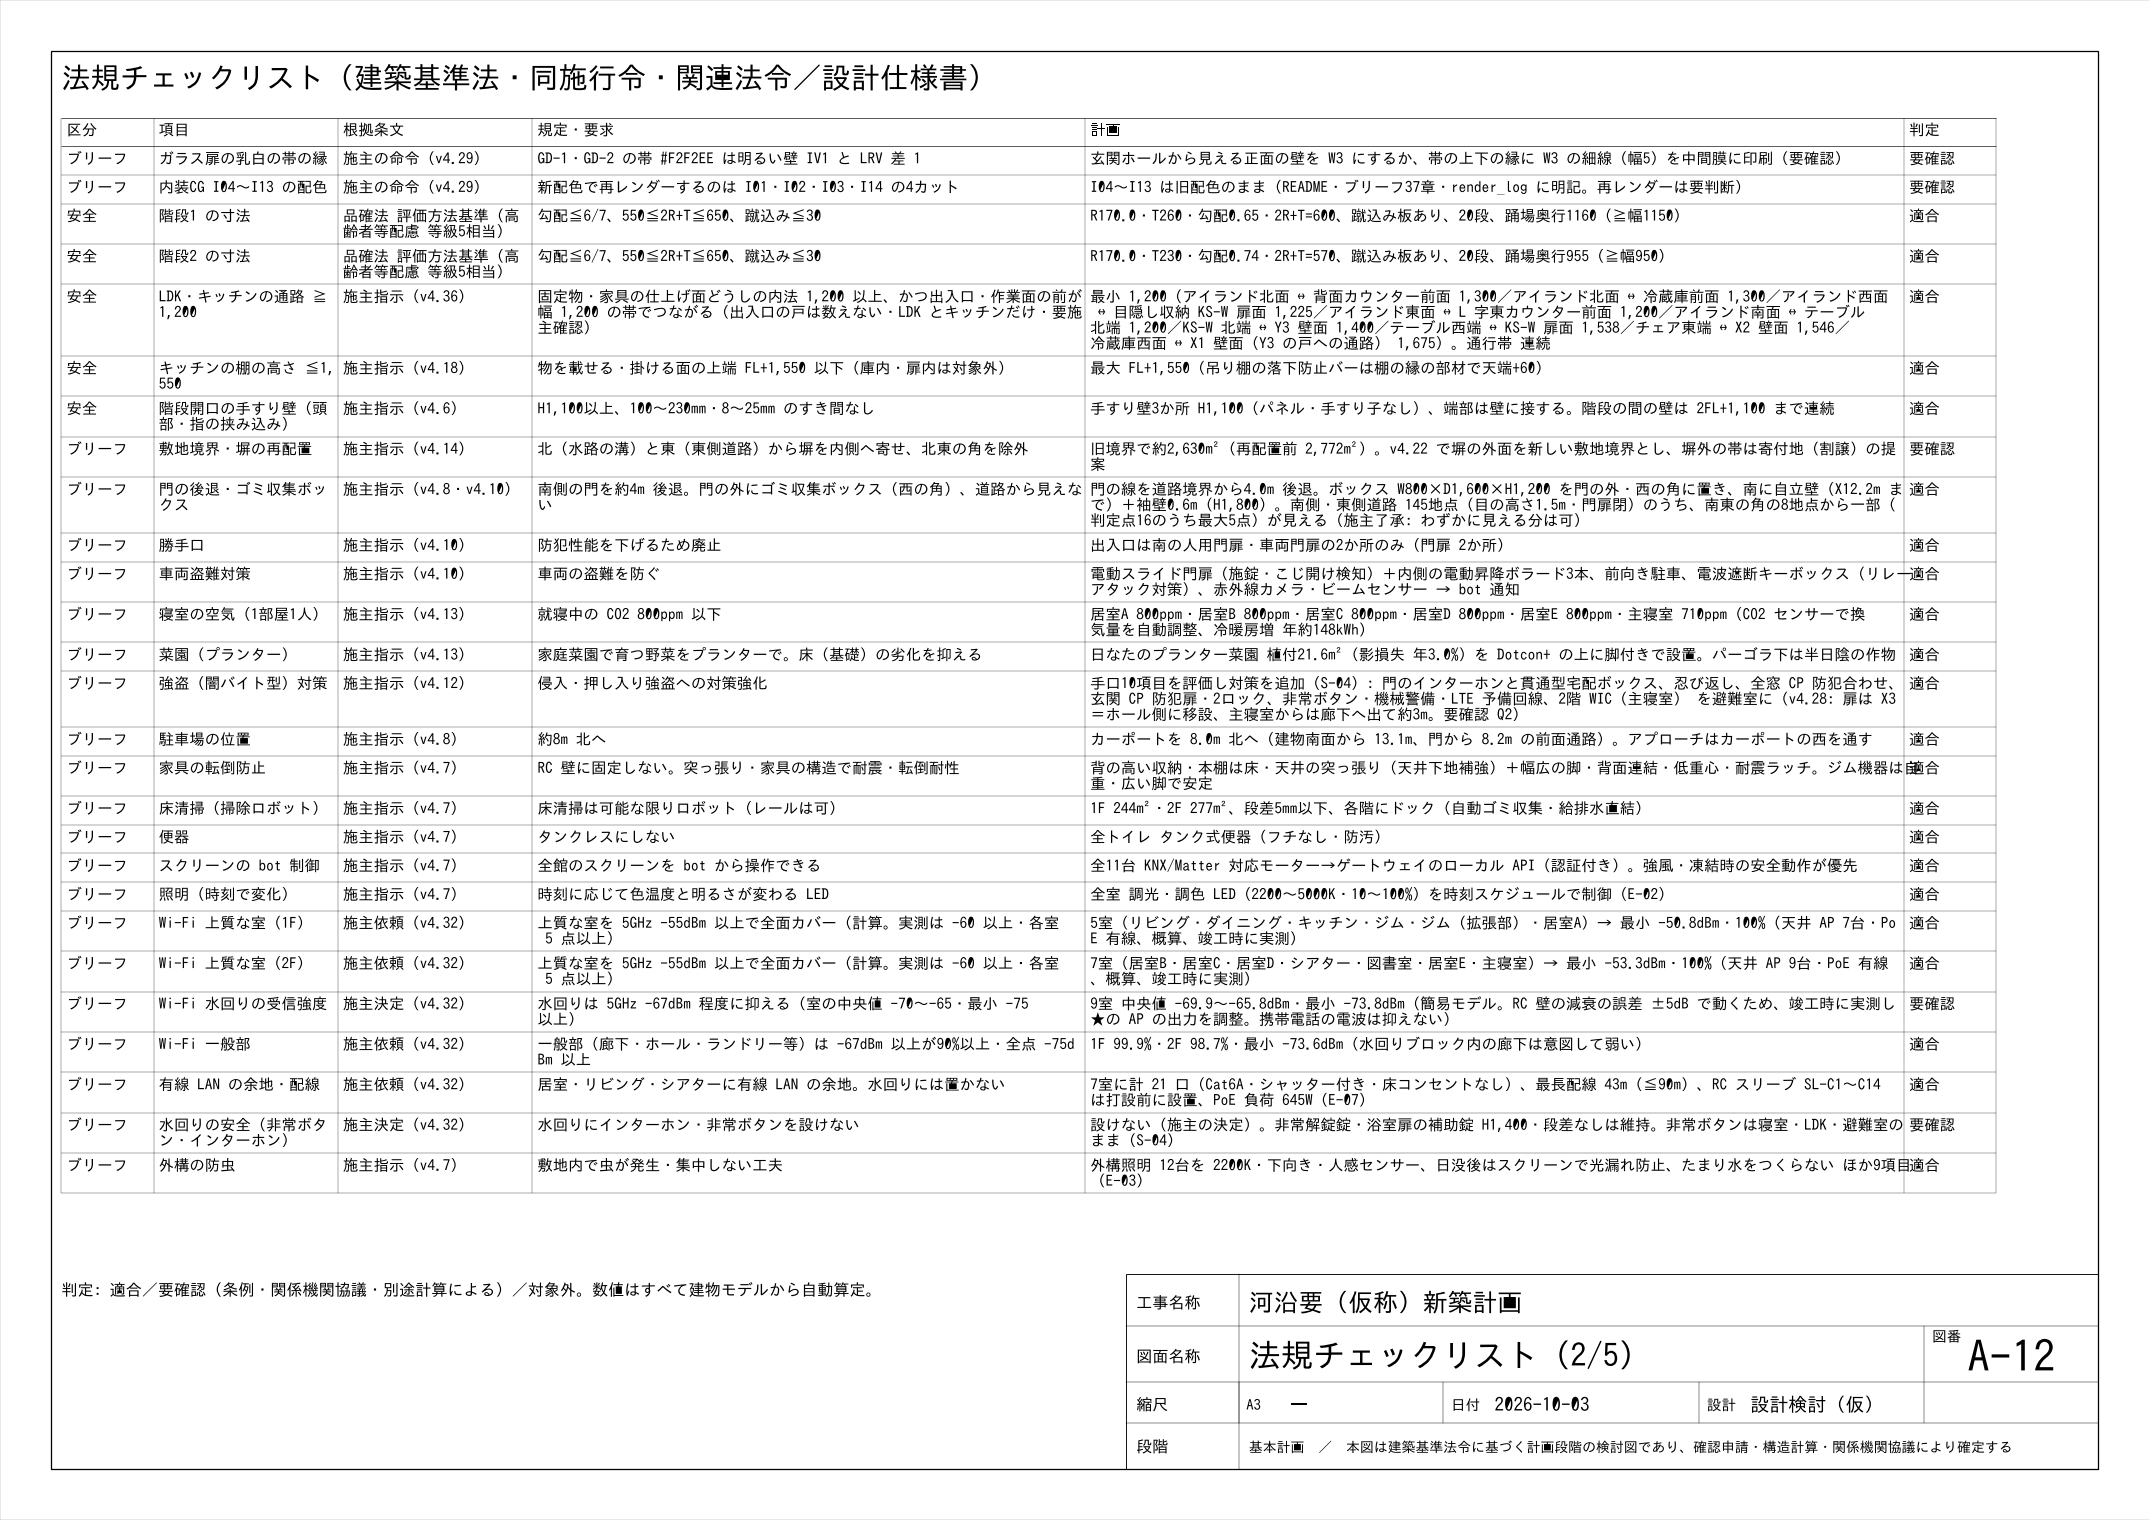 法規チェックリスト（建築基準法・同施行令・関連法令／設計仕様書）
区分 項目 根拠条文 規定・要求 計画 判定
ブリーフ ガラス扉の乳白の帯の縁 施主の命令（v4.29） GD-1・GD-2 の帯 #F2F2EE は明るい壁 IV1 と LRV 差 1 玄関ホールから見える正面の壁を W3 にするか、帯の上下の縁に W3 の細線（幅5）を中間膜に印刷（要確認） 要確認
ブリーフ 内装CG I04～I13 の配色 施主の命令（v4.29） 新配色で再レンダーするのは I01・I02・I03・I14 の4カット I04～I13 は旧配色のまま（README・ブリーフ37章・render_log に明記。再レンダーは要判断） 要確認
安全 階段1 の寸法 品確法 評価方法基準（高 勾配≦6/7、550≦2R+T≦650、蹴込み≦30 R170.0・T260・勾配0.65・2R+T=600、蹴込み板あり、20段、踊場奥行1160（≧幅1150） 適合
齢者等配慮 等級5相当）
安全 階段2 の寸法 品確法 評価方法基準（高 勾配≦6/7、550≦2R+T≦650、蹴込み≦30 R170.0・T230・勾配0.74・2R+T=570、蹴込み板あり、20段、踊場奥行955（≧幅950） 適合
齢者等配慮 等級5相当）
安全 LDK・キッチンの通路 ≧ 施主指示（v4.36） 固定物・家具の仕上げ面どうしの内法 1,200 以上、かつ出入口・作業面の前が 最小 1,200（アイランド北面 ⇔ 背面カウンター前面 1,300／アイランド北面 ⇔ 冷蔵庫前面 1,300／アイランド西面 適合
1,200 幅 1,200 の帯でつながる（出入口の戸は数えない・LDK とキッチンだけ・要施 ⇔ 目隠し収納 KS-W 扉面 1,225／アイランド東面 ⇔ L 字東カウンター前面 1,200／アイランド南面 ⇔ テーブル
主確認） 北端 1,200／KS-W 北端 ⇔ Y3 壁面 1,400／テーブル西端 ⇔ KS-W 扉面 1,538／チェア東端 ⇔ X2 壁面 1,546／
冷蔵庫西面 ⇔ X1 壁面（Y3 の戸への通路） 1,675）。通行帯 連続
安全 キッチンの棚の高さ ≦1, 施主指示（v4.18） 物を載せる・掛ける面の上端 FL+1,550 以下（庫内・扉内は対象外） 最大 FL+1,550（吊り棚の落下防止バーは棚の縁の部材で天端+60） 適合
550
安全 階段開口の手すり壁（頭 施主指示（v4.6） H1,100以上、100～230mm・8～25mm のすき間なし 手すり壁3か所 H1,100（パネル・手すり子なし）、端部は壁に接する。階段の間の壁は 2FL+1,100 まで連続 適合
部・指の挟み込み）
ブリーフ 敷地境界・塀の再配置 施主指示（v4.14） 北（水路の溝）と東（東側道路）から塀を内側へ寄せ、北東の角を除外 旧境界で約2,630m²（再配置前 2,772m²）。v4.22 で塀の外面を新しい敷地境界とし、塀外の帯は寄付地（割譲）の提 要確認
案
ブリーフ 門の後退・ゴミ収集ボッ 施主指示（v4.8・v4.10） 南側の門を約4m 後退。門の外にゴミ収集ボックス（西の角）、道路から見えな 門の線を道路境界から4.0m 後退。ボックス W800×D1,600×H1,200 を門の外・西の角に置き、南に自立壁（X12.2m ま 適合
クス い で）＋袖壁0.6m（H1,800）。南側・東側道路 145地点（目の高さ1.5m・門扉閉）のうち、南東の角の8地点から一部（
判定点16のうち最大5点）が見える（施主了承: わずかに見える分は可）
ブリーフ 勝手口 施主指示（v4.10） 防犯性能を下げるため廃止 出入口は南の人用門扉・車両門扉の2か所のみ（門扉 2か所） 適合
ブリーフ 車両盗難対策 施主指示（v4.10） 車両の盗難を防ぐ 電動スライド門扉（施錠・こじ開け検知）＋内側の電動昇降ボラード3本、前向き駐車、電波遮断キーボックス（リレー 適合
アタック対策）、赤外線カメラ・ビームセンサー → bot 通知
ブリーフ 寝室の空気（1部屋1人） 施主指示（v4.13） 就寝中の CO2 800ppm 以下 居室A 800ppm・居室B 800ppm・居室C 800ppm・居室D 800ppm・居室E 800ppm・主寝室 710ppm（CO2 センサーで換 適合
気量を自動調整、冷暖房増 年約148kWh）
ブリーフ 菜園（プランター） 施主指示（v4.13） 家庭菜園で育つ野菜をプランターで。床（基礎）の劣化を抑える 日なたのプランター菜園 植付21.6m²（影損失 年3.0%）を Dotcon+ の上に脚付きで設置。パーゴラ下は半日陰の作物 適合
ブリーフ 強盗（闇バイト型）対策 施主指示（v4.12） 侵入・押し入り強盗への対策強化 手口10項目を評価し対策を追加（S-04）: 門のインターホンと貫通型宅配ボックス、忍び返し、全窓 CP 防犯合わせ、 適合
玄関 CP 防犯扉・2ロック、非常ボタン・機械警備・LTE 予備回線、2階 WIC（主寝室） を避難室に（v4.28: 扉は X3
＝ホール側に移設、主寝室からは廊下へ出て約3m。要確認 Q2）
ブリーフ 駐車場の位置 施主指示（v4.8） 約8m 北へ カーポートを 8.0m 北へ（建物南面から 13.1m、門から 8.2m の前面通路）。アプローチはカーポートの西を通す 適合
ブリーフ 家具の転倒防止 施主指示（v4.7） RC 壁に固定しない。突っ張り・家具の構造で耐震・転倒耐性 背の高い収納・本棚は床・天井の突っ張り（天井下地補強）＋幅広の脚・背面連結・低重心・耐震ラッチ。ジム機器は自 適合
重・広い脚で安定
ブリーフ 床清掃（掃除ロボット） 施主指示（v4.7） 床清掃は可能な限りロボット（レールは可） 1F 244m²・2F 277m²、段差5mm以下、各階にドック（自動ゴミ収集・給排水直結） 適合
ブリーフ 便器 施主指示（v4.7） タンクレスにしない 全トイレ タンク式便器（フチなし・防汚） 適合
ブリーフ スクリーンの bot 制御 施主指示（v4.7） 全館のスクリーンを bot から操作できる 全11台 KNX/Matter 対応モーター→ゲートウェイのローカル API（認証付き）。強風・凍結時の安全動作が優先 適合
ブリーフ 照明（時刻で変化） 施主指示（v4.7） 時刻に応じて色温度と明るさが変わる LED 全室 調光・調色 LED（2200～5000K・10～100%）を時刻スケジュールで制御（E-02） 適合
ブリーフ Wi-Fi 上質な室（1F） 施主依頼（v4.32） 上質な室を 5GHz -55dBm 以上で全面カバー（計算。実測は -60 以上・各室 5室（リビング・ダイニング・キッチン・ジム・ジム（拡張部）・居室A）→ 最小 -50.8dBm・100%（天井 AP 7台・Po 適合
5 点以上） E 有線、概算、竣工時に実測）
ブリーフ Wi-Fi 上質な室（2F） 施主依頼（v4.32） 上質な室を 5GHz -55dBm 以上で全面カバー（計算。実測は -60 以上・各室 7室（居室B・居室C・居室D・シアター・図書室・居室E・主寝室）→ 最小 -53.3dBm・100%（天井 AP 9台・PoE 有線 適合
5 点以上） 、概算、竣工時に実測）
ブリーフ Wi-Fi 水回りの受信強度 施主決定（v4.32） 水回りは 5GHz -67dBm 程度に抑える（室の中央値 -70～-65・最小 -75 9室 中央値 -69.9～-65.8dBm・最小 -73.8dBm（簡易モデル。RC 壁の減衰の誤差 ±5dB で動くため、竣工時に実測し 要確認
以上） ★の AP の出力を調整。携帯電話の電波は抑えない）
ブリーフ Wi-Fi 一般部 施主依頼（v4.32） 一般部（廊下・ホール・ランドリー等）は -67dBm 以上が90%以上・全点 -75d 1F 99.9%・2F 98.7%・最小 -73.6dBm（水回りブロック内の廊下は意図して弱い） 適合
Bm 以上
ブリーフ 有線 LAN の余地・配線 施主依頼（v4.32） 居室・リビング・シアターに有線 LAN の余地。水回りには置かない 7室に計 21 口（Cat6A・シャッター付き・床コンセントなし）、最長配線 43m（≦90m）、RC スリーブ SL-C1～C14 適合
は打設前に設置、PoE 負荷 645W（E-07）
ブリーフ 水回りの安全（非常ボタ 施主決定（v4.32） 水回りにインターホン・非常ボタンを設けない 設けない（施主の決定）。非常解錠錠・浴室扉の補助錠 H1,400・段差なしは維持。非常ボタンは寝室・LDK・避難室の 要確認
ン・インターホン） まま（S-04）
ブリーフ 外構の防虫 施主指示（v4.7） 敷地内で虫が発生・集中しない工夫 外構照明 12台を 2200K・下向き・人感センサー、日没後はスクリーンで光漏れ防止、たまり水をつくらない ほか9項目 適合
（E-03）
判定: 適合／要確認（条例・関係機関協議・別途計算による）／対象外。数値はすべて建物モデルから自動算定。
工事名称 河沿要（仮称）新築計画
図面名称 法規チェックリスト（2/5） 図番 A-12
縮尺 A3 — 日付 2026-10-03 設計 設計検討（仮）
段階 基本計画 ／ 本図は建築基準法令に基づく計画段階の検討図であり、確認申請・構造計算・関係機関協議により確定する